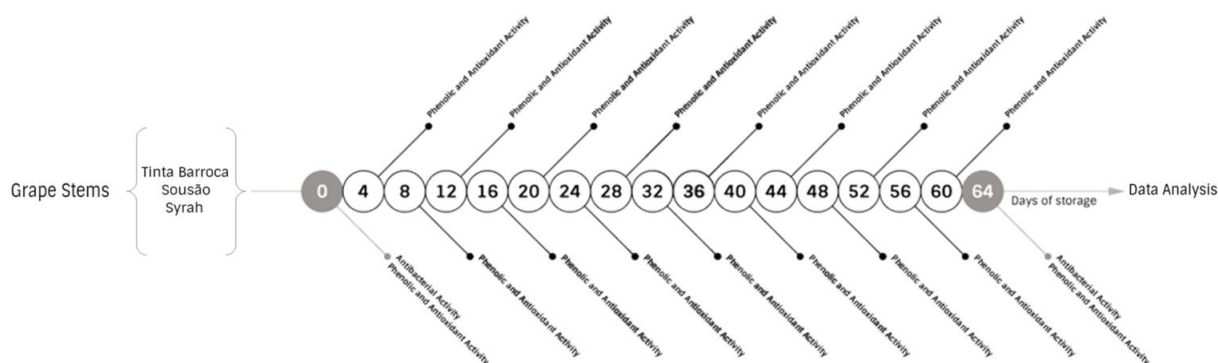 Phenolic and Antioxidant Activity
Phenolic and Antioxidant Activity
Phenolic and Antioxidant Activity
Phenolic and Antioxidant Activity
Phenolic and Antioxidant Activity
Phenolic and Antioxidant Activity
Phenolic and Antioxidant Activity
Phenolic and Antioxidant Activity
Grape Stems
Tinta Barroca
Sousão
Syrah
0 4 8 12 16 20 24 28 32 36 40 44 48 52 56 60 64
Days of storage
Data Analysis
Antibacterial Activity
Phenolic and Antioxidant Activity
Phenolic and Antioxidant Activity
Phenolic and Antioxidant Activity
Phenolic and Antioxidant Activity
Phenolic and Antioxidant Activity
Phenolic and Antioxidant Activity
Phenolic and Antioxidant Activity
Phenolic and Antioxidant Activity
Antibacterial Activity
Phenolic and Antioxidant Activity